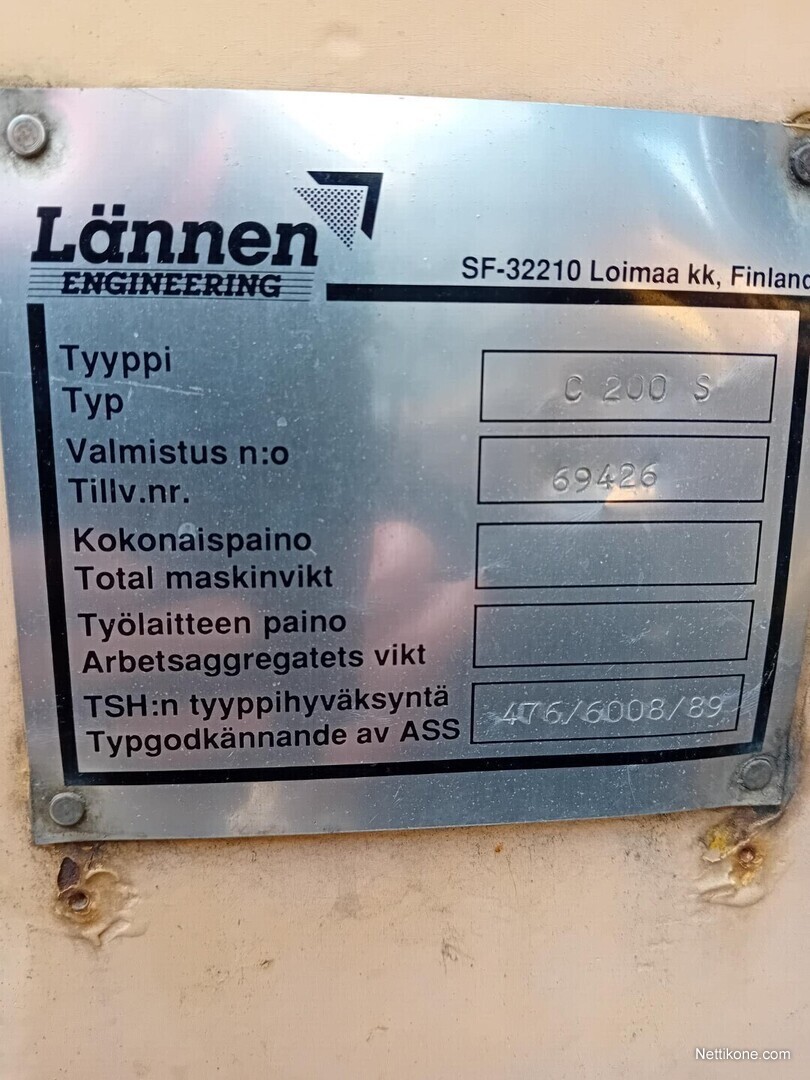 Lännen
ENGINEERING
SF-32210 Loimaa kk, Finland
Tyyppi
Typ
C 200 S
Valmistus n:o
Tillv.nr.
69426
Kokonaispaino
Total maskinvikt
Työlaitteen paino
Arbetsaggregatets vikt
TSH:n tyyppihyväksyntä
Typgodkännande av ASS
476/6008/89
Nettikone.com